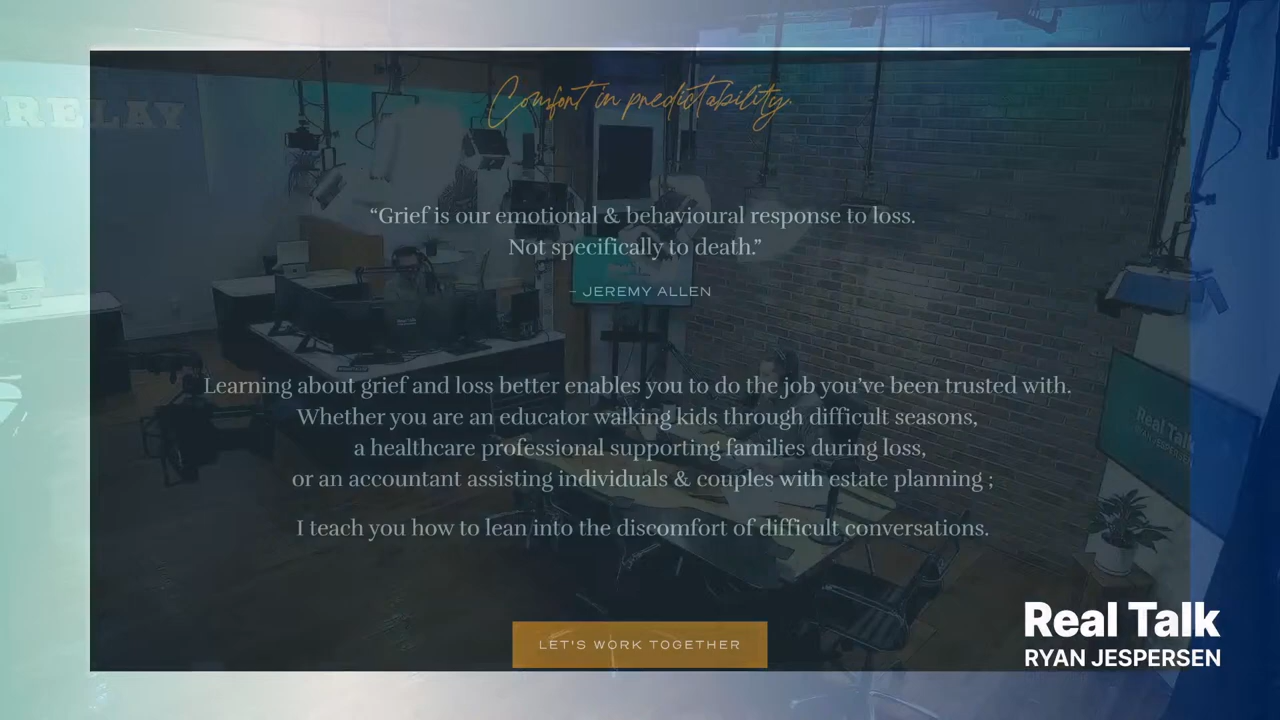 RELAY
Comfort in predictability.
“Grief is our emotional & behavioural response to loss.
Not specifically to death.”
– JEREMY ALLEN
Learning about grief and loss better enables you to do the job you’ve been trusted with.
Whether you are an educator walking kids through difficult seasons,
a healthcare professional supporting families during loss,
or an accountant assisting individuals & couples with estate planning ;
I teach you how to lean into the discomfort of difficult conversations.
LET'S WORK TOGETHER
Real Talk
Real Talk
RYAN JESPERSEN